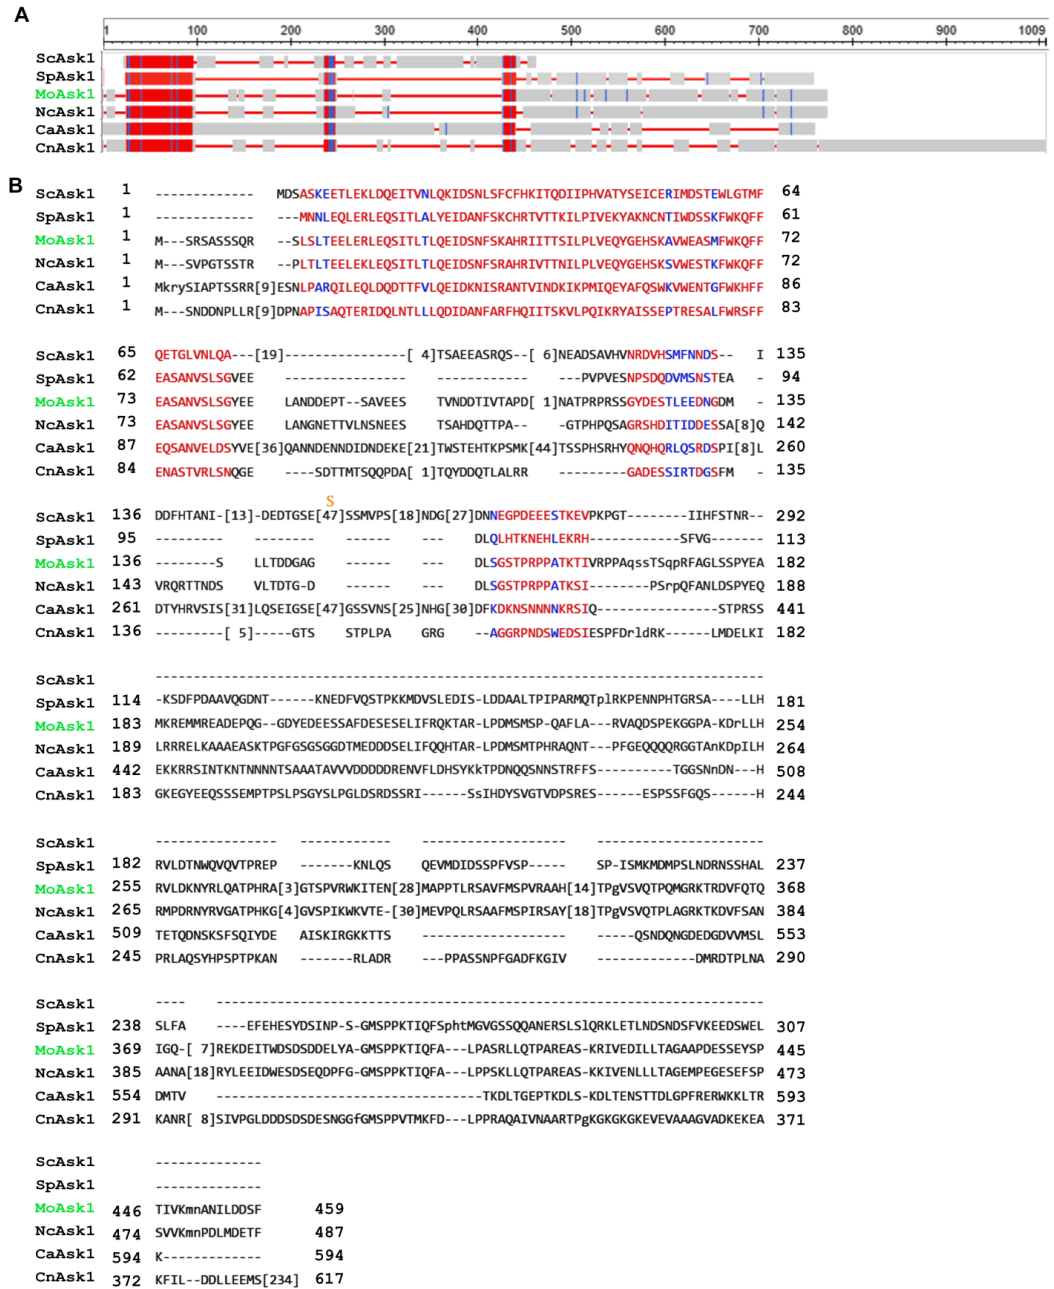 A
1 100 200 300 400 500 600 700 800 900 1009
ScAsk1
SpAsk1
MoAsk1
NcAsk1
CaAsk1
CnAsk1
B
ScAsk1 1 -------------   ---MDSASKEETLEKLDQEITVNLQKIDSNLSFCFHKITQDIIPHVATYSEICERIMDSTEWLGTMF 64
SpAsk1 1 -------------   ---MNNLEQLERLEQSITLALYEIDANFSKCHRTVTTKILPIVEKYAKNCNTIWDSSKFWKQFF 61
MoAsk1 1 M---SRSASSSQR   --SLSLTEELERLEQSITLTLQEIDSNFSKAHRIITTSILPLVEQYGEHSKAVWEASMFWKQFF 72
NcAsk1 1 M---SVPGTSSTR   --PLTLTEELEKLEQSITLTLQEIDSNFSRAHRIVTTNILPLVEQYGEHSKSVWESTKFWKQFF 72
CaAsk1 1 MkrySIAPTSSRR[9]ESNLPARQILEQLDQDTTFVLQEIDKNISRANTVINDKIKPMIQEYAFQSWKVWENTGFWKHFF 86
CnAsk1 1 M---SNDDNPLLR[9]DPNAPISAQTERIDQLNTLLLQDIDANFARFHQIITSKVLPQIKRYAISSEPTRESALFWRSFF 83
ScAsk1 65 QETGLVNLQA---[19]----------------[ 4]TSAEEASRQS--[ 6]NEADSAVHVNRDVHSMFNNDS--   I 135
SpAsk1 62 EASANVSLSGVEE    ----------------    ----------    -----PVPVESNPSDQDVMSNSTEA   - 94
MoAsk1 73 EASANVSLSGYEE    LANDDEPT--SAVEES    TVNDDTIVTAPD[ 1]NATPRPRSSGYDESTLEEDNGDM   - 135
NcAsk1 73 EASANVSLSGYEE    LANGNETTVLNSNEES    TSAHDQTTPA--    -GTPHPQSAGRSHDITIDDESSA[8]Q 142
CaAsk1 87 EQSANVELDSYVE[36]QANNDENNDIDNDEKE[21]TWSTEHTKPSMK[44]TSSPHSRHYQNQHQRLQSRDSPI[8]L 260
CnAsk1 84 ENASTVRLSNQGE    ----SDTTMTSQQPDA[ 1]TQYDDQTLALRR    ---------GADESSIRTDGSFM   - 135
S
ScAsk1 136 DDFHTANI-[13]-DEDTGSE[47]SSMVPS[18]NDG[27]DNNEGPDEEESTKEVPKPGT--------IIHFSTNR-- 292
SpAsk1 95 ---------    --------    ------    ---    DLQLHTKNEHLEKRH------------SFVG------- 113
MoAsk1 136 --------S    LLTDDGAG    ------    ---    DLSGSTPRPPATKTIVRPPAqssTSqpRFAGLSSPYEA 182
NcAsk1 143 VRQRTTNDS    VLTDTG-D    ------    ---    DLSGSTPRPPATKSI--------PSrpQFANLDSPYEQ 188
CaAsk1 261 DTYHRVSIS[31]LQSEIGSE[47]GSSVNS[25]NHG[30]DFKDKNSNNNNKRSIQ----------------STPRSS 441
CnAsk1 136 ---------[ 5]-----GTS    STPLPA    GRG    --AGGRPNDSWEDSIESPFDrldRK------LMDELKI 182
ScAsk1 -------------------------------------------------------------------------------
SpAsk1 114 -KSDFPDAAVQGDNT------KNEDFVQSTPKKMDVSLEDIS-LDDAALTPIPARMQTplRKPENNPHTGRSA----LLH 181
MoAsk1 183 MKREMMREADEPQG--GDYEDEESSAFDESESELIFRQKTAR-LPDMSMSP-QAFLA--RVAQDSPEKGGPA-KDrLLH 254
NcAsk1 189 LRRRELKAAAEASKTPGFGSGSGGDTMEDDDSELIFQQHTAR-LPDMSMTPHRAQNT---PFGEQQQQRGGTAnKDpILH 264
CaAsk1 442 EKKRRSINTKNTNNNNTSAAATAVVVDDDDDRENVFLDHSYKkTPDNQQSNNSTRFFS----------TGGSNnDN---H 508
CnAsk1 183 GKEGYEEQSSSEMPTPSLPSGYSLPGLDSRDSSRI------SsIHDYSVGTVDPSRES------ESPSSFGQS------H 244
ScAsk1 -------------------   ------------    -------------------    ----------------------
SpAsk1 182 RVLDTNWQVQVTPREP   -------KNLQS    QEVMDIDSSPFVSP-----    SP-ISMKMDMPSLNDRNSSHAL 237
MoAsk1 255 RVLDKNYRLQATPHRA[3]GTSPVRWKITEN[28]MAPPTLRSAVFMSPVRAAH[14]TPgVSVQTPQMGRKTRDVFQTQ 368
NcAsk1 265 RMPDRNYRVGATPHKG[4]GVSPIKWKVTE-[30]MEVPQLRSAAFMSPIRSAY[18]TPgVSVQTPLAGRKTKDVFSAN 384
CaAsk1 509 TETQDNSKSFSQIYDE   AISKIRGKKTTS    -------------------    -----QSNDQNGDEDGDVVMSL 553
CnAsk1 245 PRLAQSYHPSPTPKAN   -------RLADR    ---PPASSNPFGADFKGIV    -------------DMRDTPLNA 290
ScAsk1 ----    -----------------------------------------------------------------------
SpAsk1 238 SLFA    ----EFEHESYDSINP-S-GMSPPKTIQFSphtMGVGSSQQANERSLSlQRKLETLNDSNDSFVKEEDSWEL 307
MoAsk1 369 IGQ-[ 7]REKDEITWDSDSDDELYA-GMSPPKTIQFA---LPASRLLQTPAREAS-KRIVEDILLTAGAAPDESSEYSP 445
NcAsk1 385 AANA[18]RYLEEIDWESDSEQDPFG-GMSPPKTIQFA---LPPSKLLQTPAREAS-KKIVENLLLTAGEMPEGESEFSP 473
CaAsk1 554 DMTV    -----------------------------------TKDLTGEPTKDLS-KDLTENSTTDLGPFRERWKKLTR 593
CnAsk1 291 KANR[ 8]SIVPGLDDDSDSDESNGGfGMSPPVTMKFD---LPPRAQAIVNAARTPgKGKGKGKEVEVAAAGVADKEKEA 371
ScAsk1 --------------
SpAsk1 --------------
MoAsk1 446 TIVKmnANILDDSF 459
NcAsk1 474 SVVKmnPDLMDETF 487
CaAsk1 594 K------------- 594
CnAsk1 372 KFIL--DDLLEEMS[234] 617